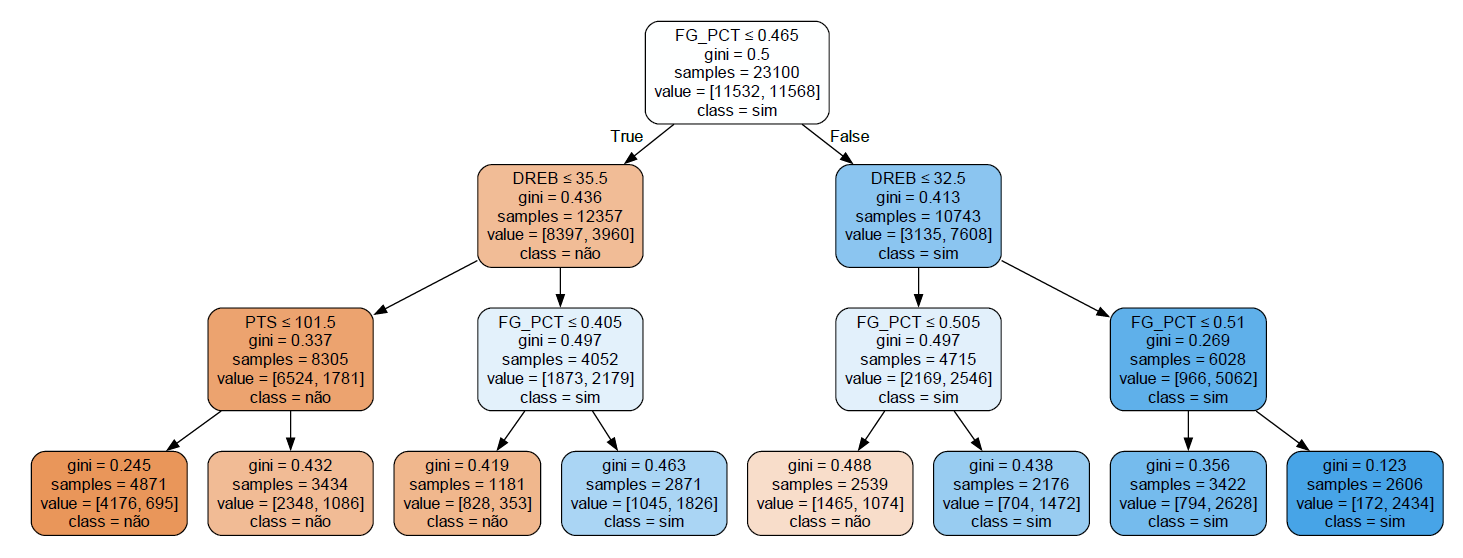 FG_PCT ≤ 0.465
gini = 0.5
samples = 23100
value = [11532, 11568]
class = sim
True
False
DREB ≤ 35.5
gini = 0.436
samples = 12357
value = [8397, 3960]
class = não
DREB ≤ 32.5
gini = 0.413
samples = 10743
value = [3135, 7608]
class = sim
PTS ≤ 101.5
gini = 0.337
samples = 8305
value = [6524, 1781]
class = não
FG_PCT ≤ 0.405
gini = 0.497
samples = 4052
value = [1873, 2179]
class = sim
FG_PCT ≤ 0.505
gini = 0.497
samples = 4715
value = [2169, 2546]
class = sim
FG_PCT ≤ 0.51
gini = 0.269
samples = 6028
value = [966, 5062]
class = sim
gini = 0.245
samples = 4871
value = [4176, 695]
class = não
gini = 0.432
samples = 3434
value = [2348, 1086]
class = não
gini = 0.419
samples = 1181
value = [828, 353]
class = não
gini = 0.463
samples = 2871
value = [1045, 1826]
class = sim
gini = 0.488
samples = 2539
value = [1465, 1074]
class = não
gini = 0.438
samples = 2176
value = [704, 1472]
class = sim
gini = 0.356
samples = 3422
value = [794, 2628]
class = sim
gini = 0.123
samples = 2606
value = [172, 2434]
class = sim